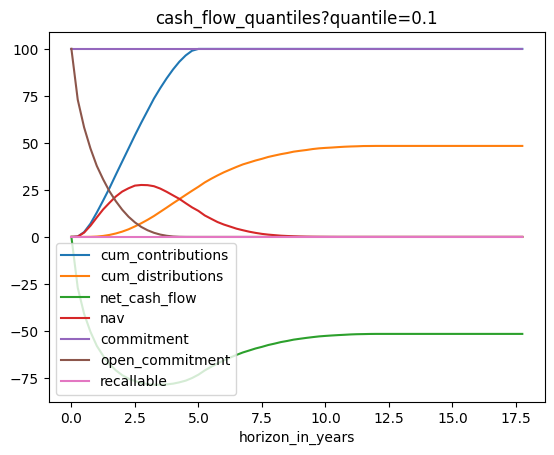 cash_flow_quantiles?quantile=0.1
100
75
50
25
0
−25
−50
−75
cum_contributions
cum_distributions
net_cash_flow
nav
commitment
open_commitment
recallable
0.0 2.5 5.0 7.5 10.0 12.5 15.0 17.5
horizon_in_years